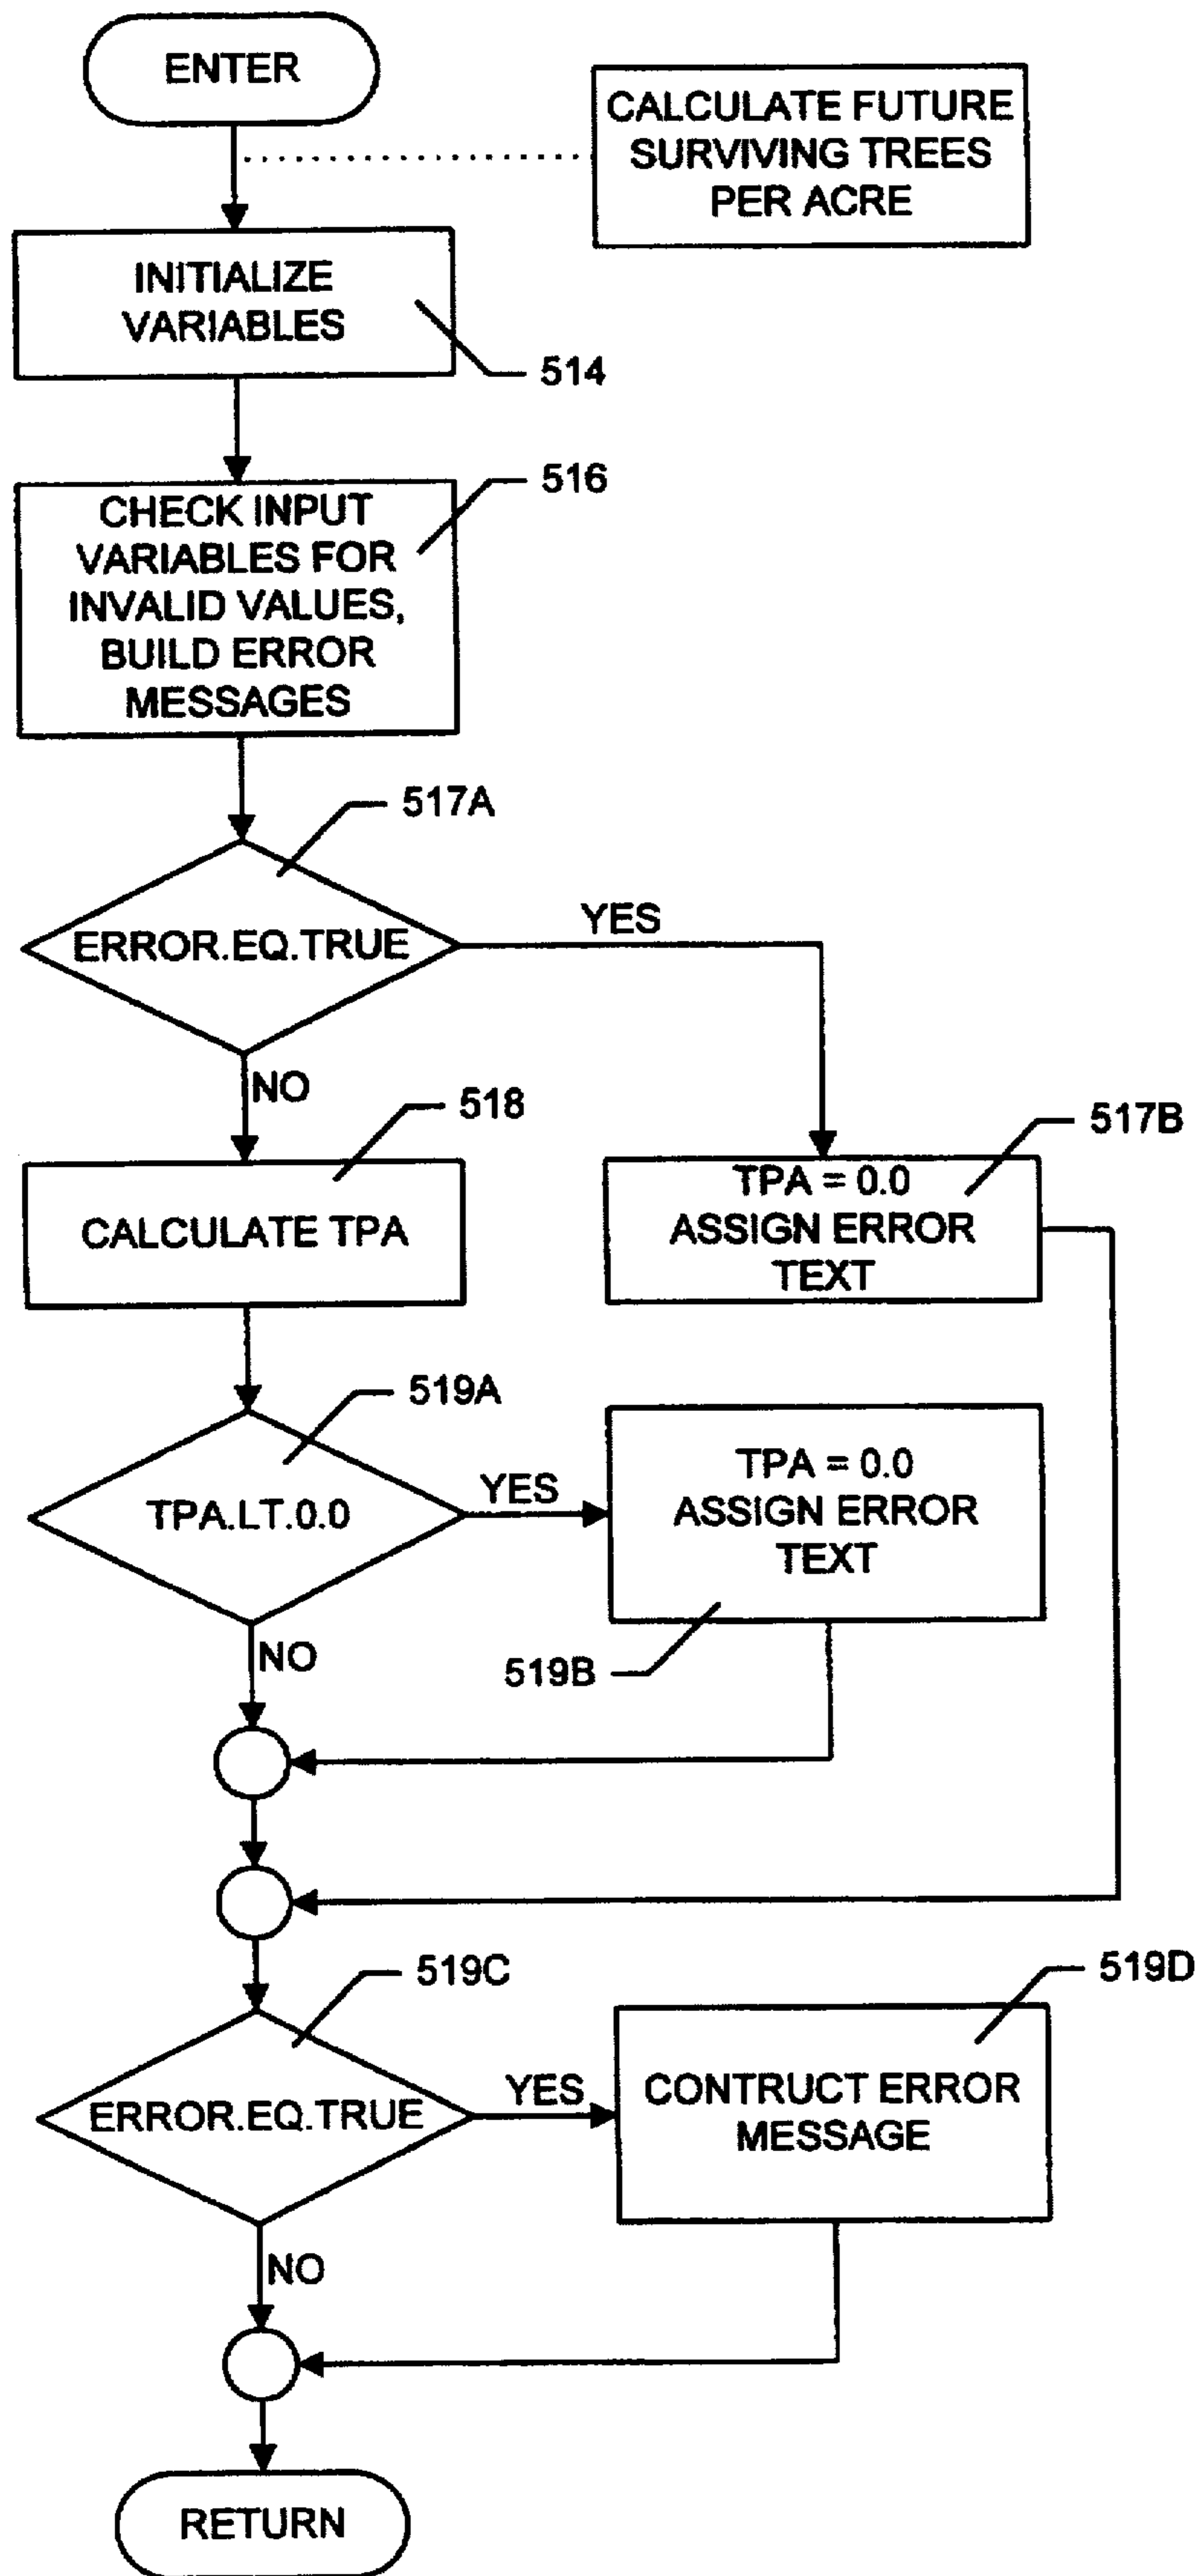 ENTER
CALCULATE FUTURE
SURVIVING TREES
PER ACRE
INITIALIZE
VARIABLES
514
516
CHECK INPUT
VARIABLES FOR
INVALID VALUES,
BUILD ERROR
MESSAGES
517A
ERROR.EQ.TRUE
YES
NO
518
517B
CALCULATE TPA
TPA = 0.0
ASSIGN ERROR
TEXT
519A
TPA.LT.0.0
YES
TPA = 0.0
ASSIGN ERROR
TEXT
519B
NO
519C
519D
ERROR.EQ.TRUE
YES
CONTRUCT ERROR
MESSAGE
NO
RETURN